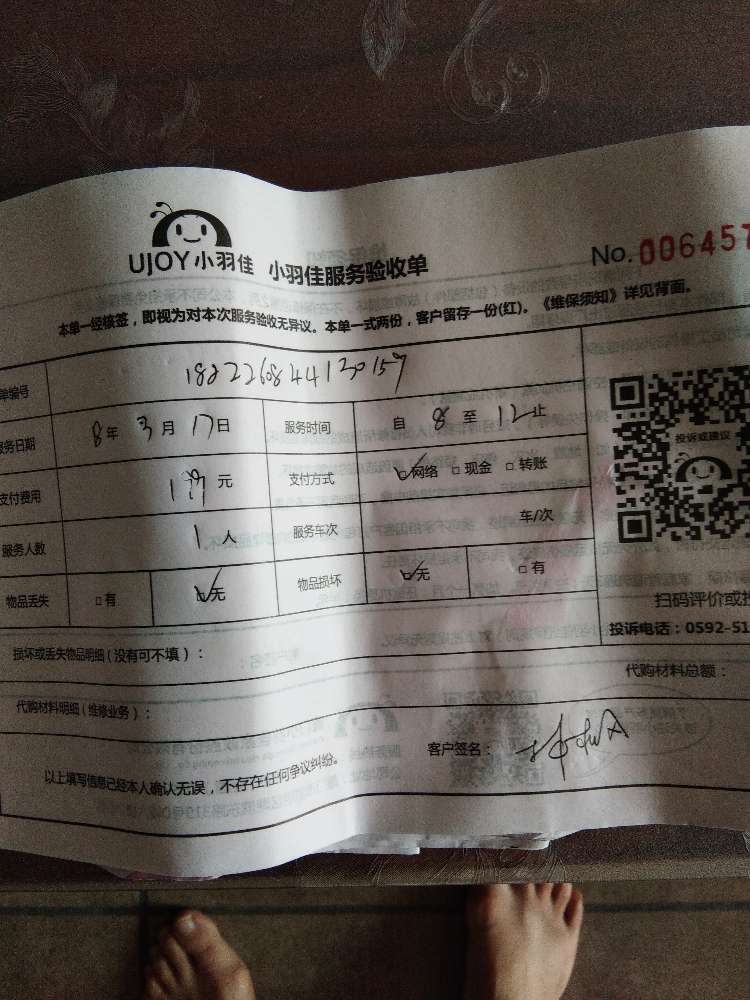 UJOY小羽佳 小羽佳服务验收单 No. 006457
本单一经核签，即视为对本次服务验收无异议。本单一式两份，客户留存一份(红)。《维保须知》详见背面。
单编号
服务日期 8年3月17日 服务时间 自 8 至 12 止
支付费用 元 支付方式 ☑网络 □现金 □转账
服务人数 1人 服务车次 车/次
物品丢失 □有 ☑无 物品损坏 ☑无 □有
投诉或建议
扫码评价或投
投诉电话：0592-51
损坏或丢失物品明细（没有可不填）：
代购材料明细（维修业务）： 代购材料总额：
以上填写信息已经本人确认无误，不存在任何争议纠纷。 客户签名：